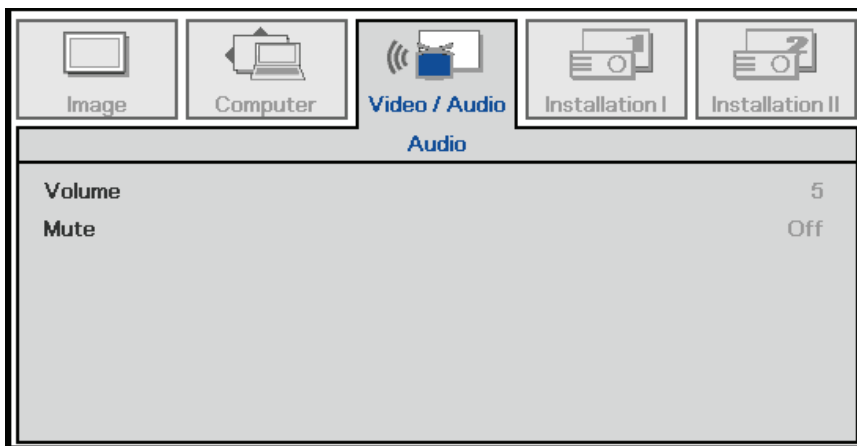 Image Computer Video / Audio Installation I Installation II
Audio
Volume 5
Mute Off